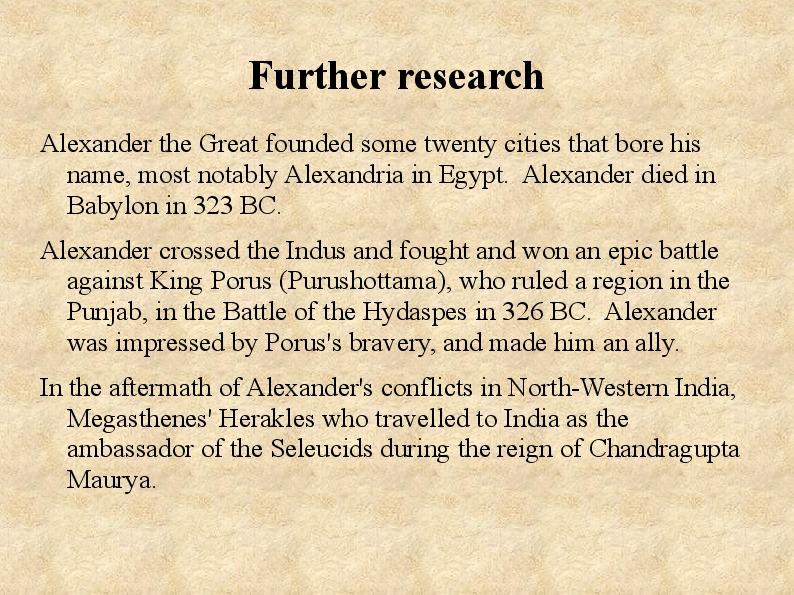 Further research
Alexander the Great founded some twenty cities that bore his
name, most notably Alexandria in Egypt.  Alexander died in
Babylon in 323 BC.
Alexander crossed the Indus and fought and won an epic battle
against King Porus (Purushottama), who ruled a region in the
Punjab, in the Battle of the Hydaspes in 326 BC.  Alexander
was impressed by Porus's bravery, and made him an ally.
In the aftermath of Alexander's conflicts in North-Western India,
Megasthenes' Herakles who travelled to India as the
ambassador of the Seleucids during the reign of Chandragupta
Maurya.